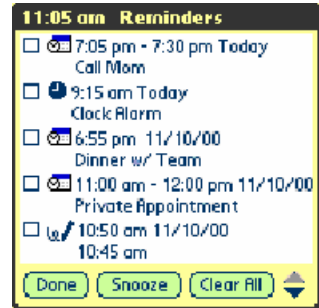 11:05 am Reminders
7:05 pm - 7:30 pm Today
Call Mom
9:15 am Today
Clock Alarm
6:55 pm 11/10/00
Dinner w/ Team
11:00 am - 12:00 pm 11/10/00
Private Appointment
10:50 am 11/10/00
10:45 am
Done Snooze Clear All